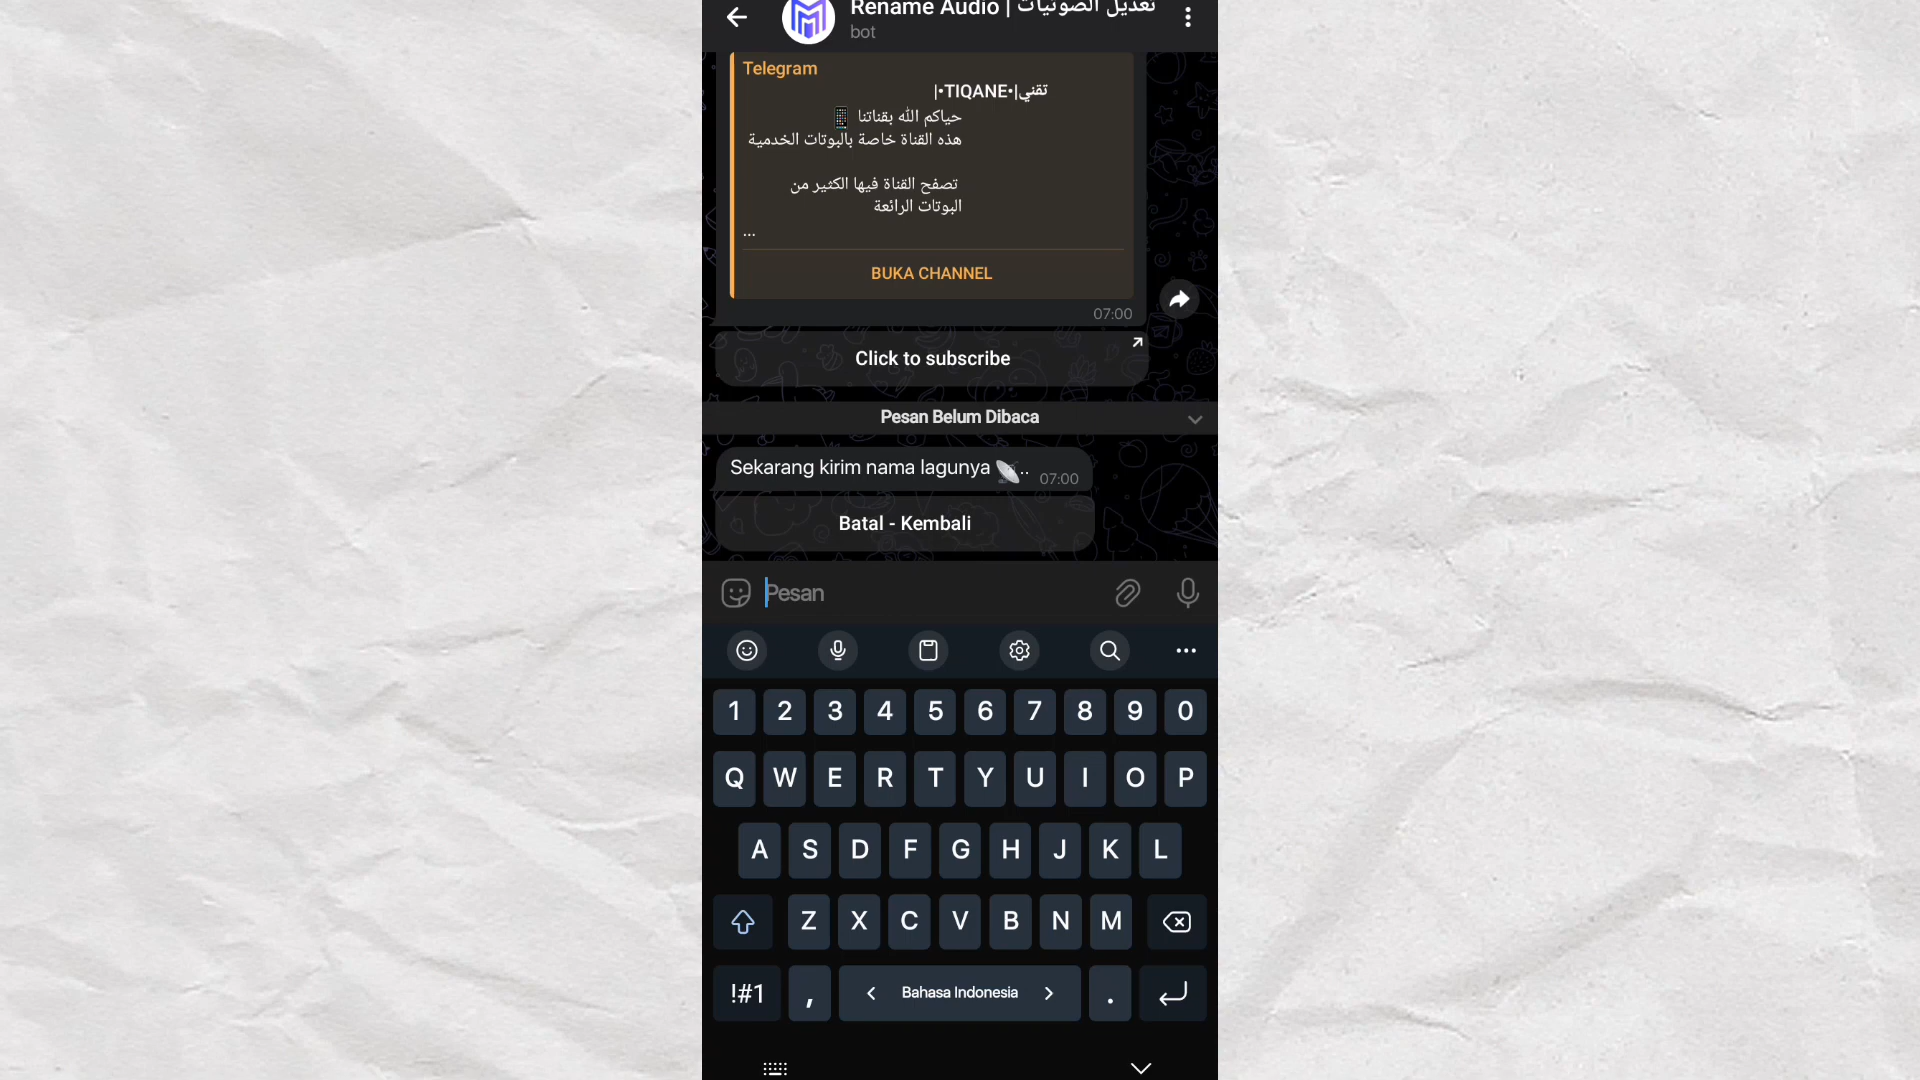 Rename Audio | تعديل الصوتيات
bot
Telegram
|•TIQANE•|تقني
حياكم الله بقناتنا 📱
هذه القناة خاصة بالبوتات الخدمية
تصفح القناة فيها الكثير من
البوتات الرائعة
...
BUKA CHANNEL
07:00
Click to subscribe
Pesan Belum Dibaca
Sekarang kirim nama lagunya 📡..
07:00
Batal - Kembali
Pesan
1 2 3 4 5 6 7 8 9 0
Q W E R T Y U I O P
A S D F G H J K L
Z X C V B N M
!#1 , < Bahasa Indonesia > .